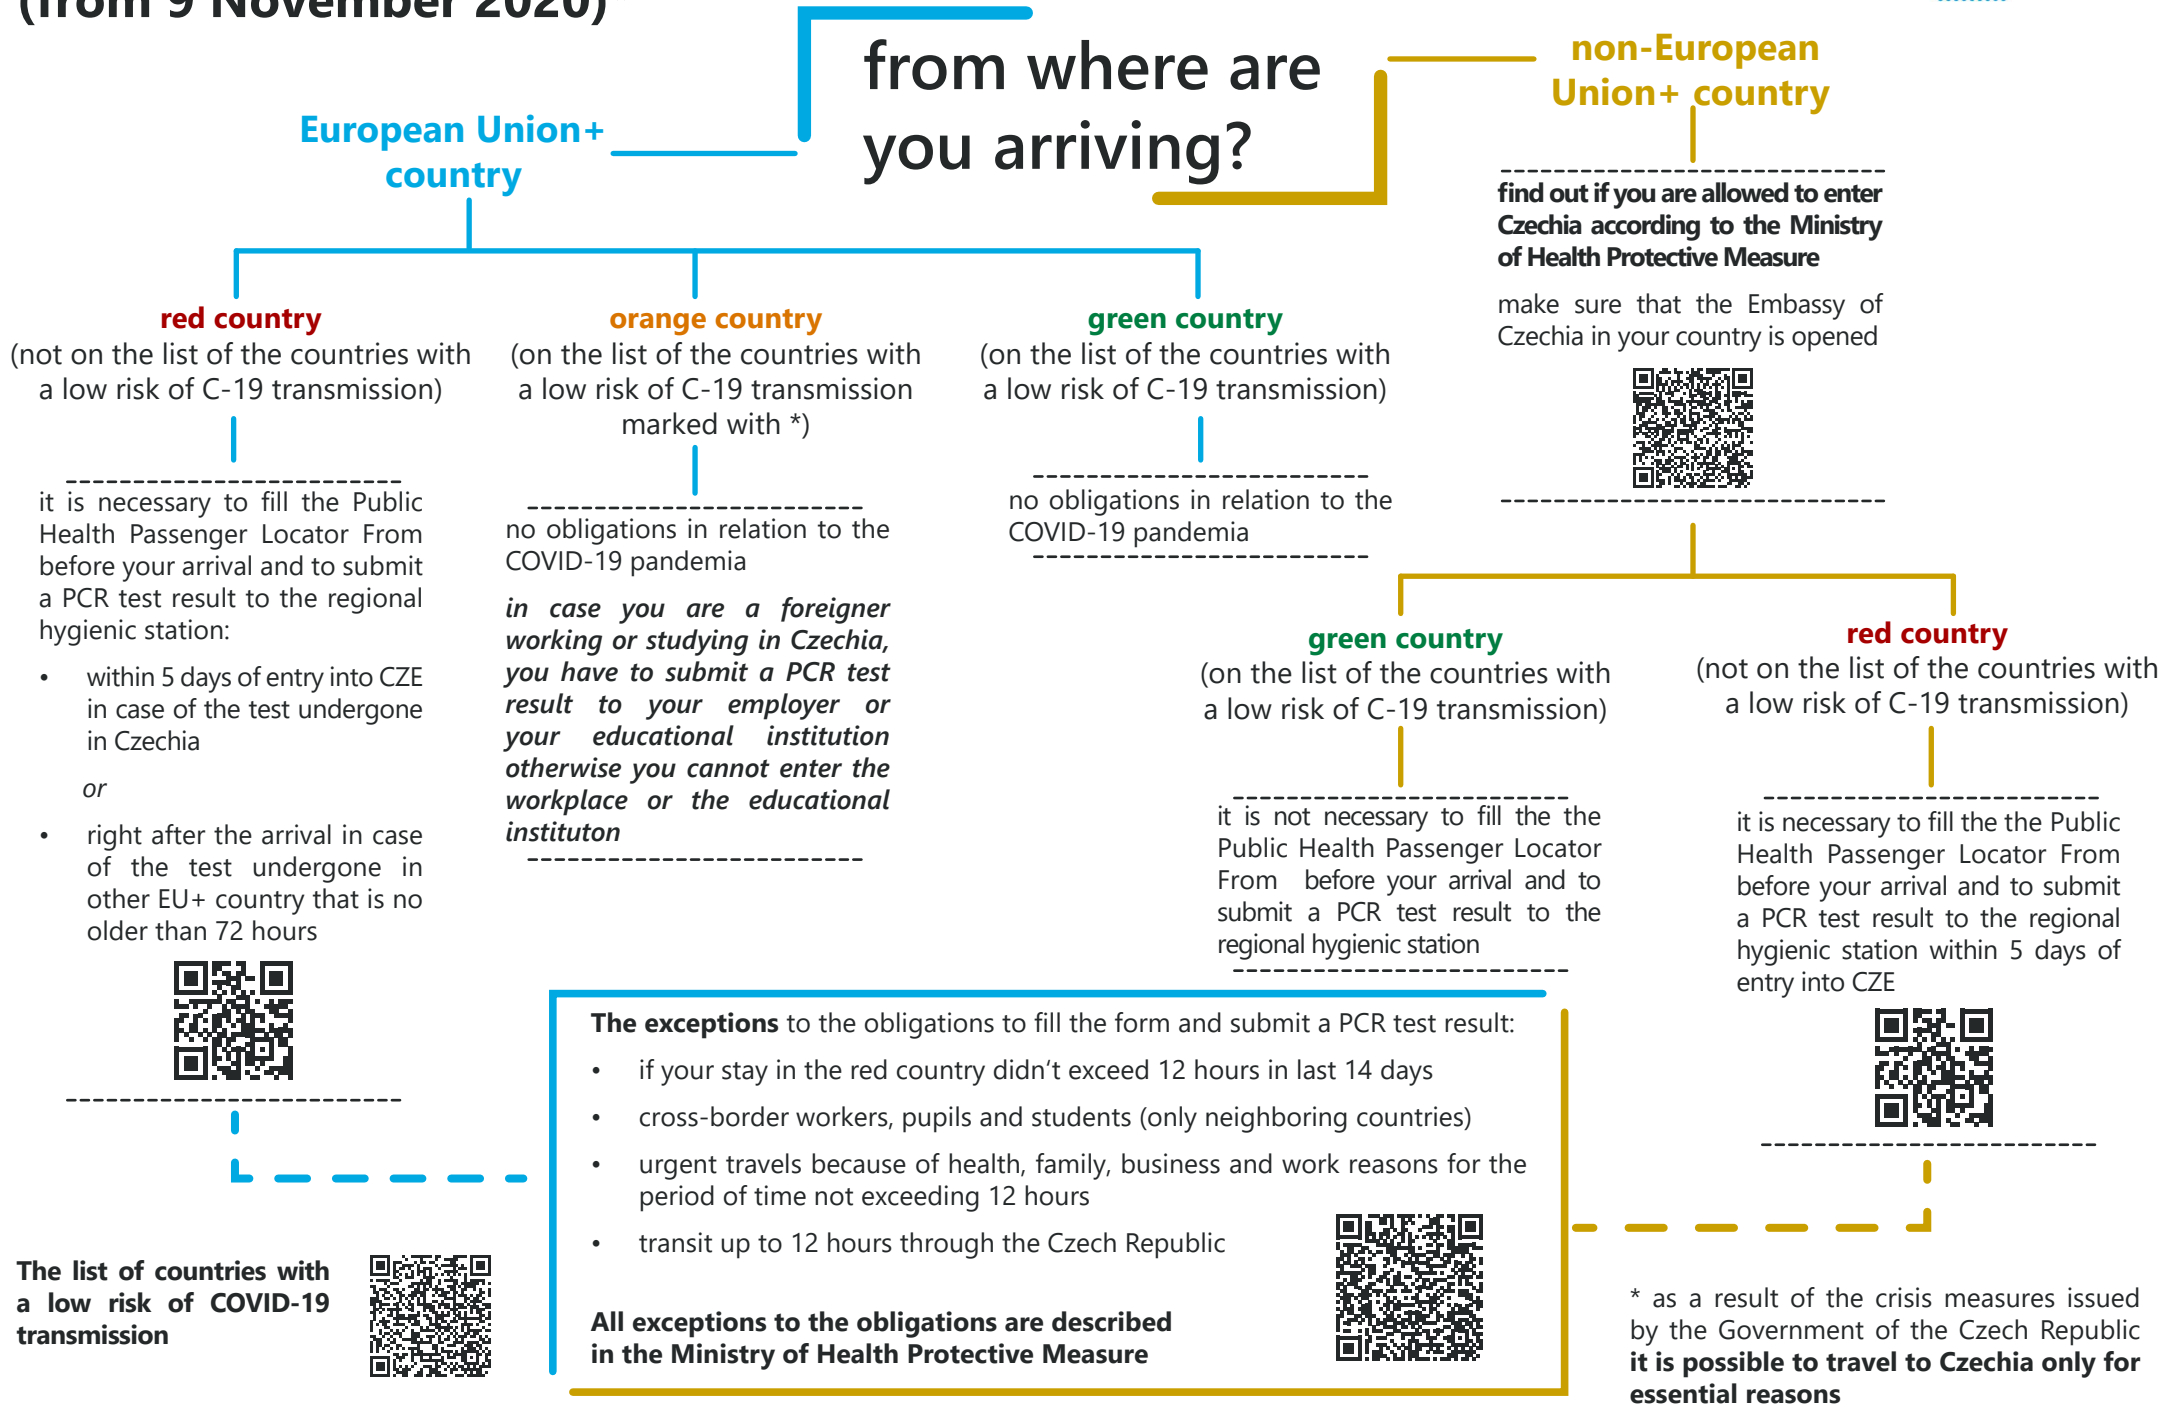 (from 9 November 2020)
from where are
you arriving?
European Union+
country
non-European
Union+ country
find out if you are allowed to enter
Czechia according to the Ministry
of Health Protective Measure
make sure that the Embassy of
Czechia in your country is opened
red country
(not on the list of the countries with
a low risk of C-19 transmission)
it is necessary to fill the Public
Health Passenger Locator From
before your arrival and to submit
a PCR test result to the regional
hygienic station:
• within 5 days of entry into CZE
in case of the test undergone
in Czechia
or
• right after the arrival in case
of the test undergone in
other EU+ country that is no
older than 72 hours
orange country
(on the list of the countries with
a low risk of C-19 transmission
marked with *)
no obligations in relation to the
COVID-19 pandemia
in case you are a foreigner
working or studying in Czechia,
you have to submit a PCR test
result to your employer or
your educational institution
otherwise you cannot enter the
workplace or the educational
instituton
green country
(on the list of the countries with
a low risk of C-19 transmission)
no obligations in relation to the
COVID-19 pandemia
green country
(on the list of the countries with
a low risk of C-19 transmission)
it is not necessary to fill the the
Public Health Passenger Locator
From before your arrival and to
submit a PCR test result to the
regional hygienic station
red country
(not on the list of the countries with
a low risk of C-19 transmission)
it is necessary to fill the the Public
Health Passenger Locator From
before your arrival and to submit
a PCR test result to the regional
hygienic station within 5 days of
entry into CZE
The exceptions to the obligations to fill the form and submit a PCR test result:
• if your stay in the red country didn't exceed 12 hours in last 14 days
• cross-border workers, pupils and students (only neighboring countries)
• urgent travels because of health, family, business and work reasons for the
period of time not exceeding 12 hours
• transit up to 12 hours through the Czech Republic
All exceptions to the obligations are described
in the Ministry of Health Protective Measure
The list of countries with
a low risk of COVID-19
transmission
* as a result of the crisis measures issued
by the Government of the Czech Republic
it is possible to travel to Czechia only for
essential reasons